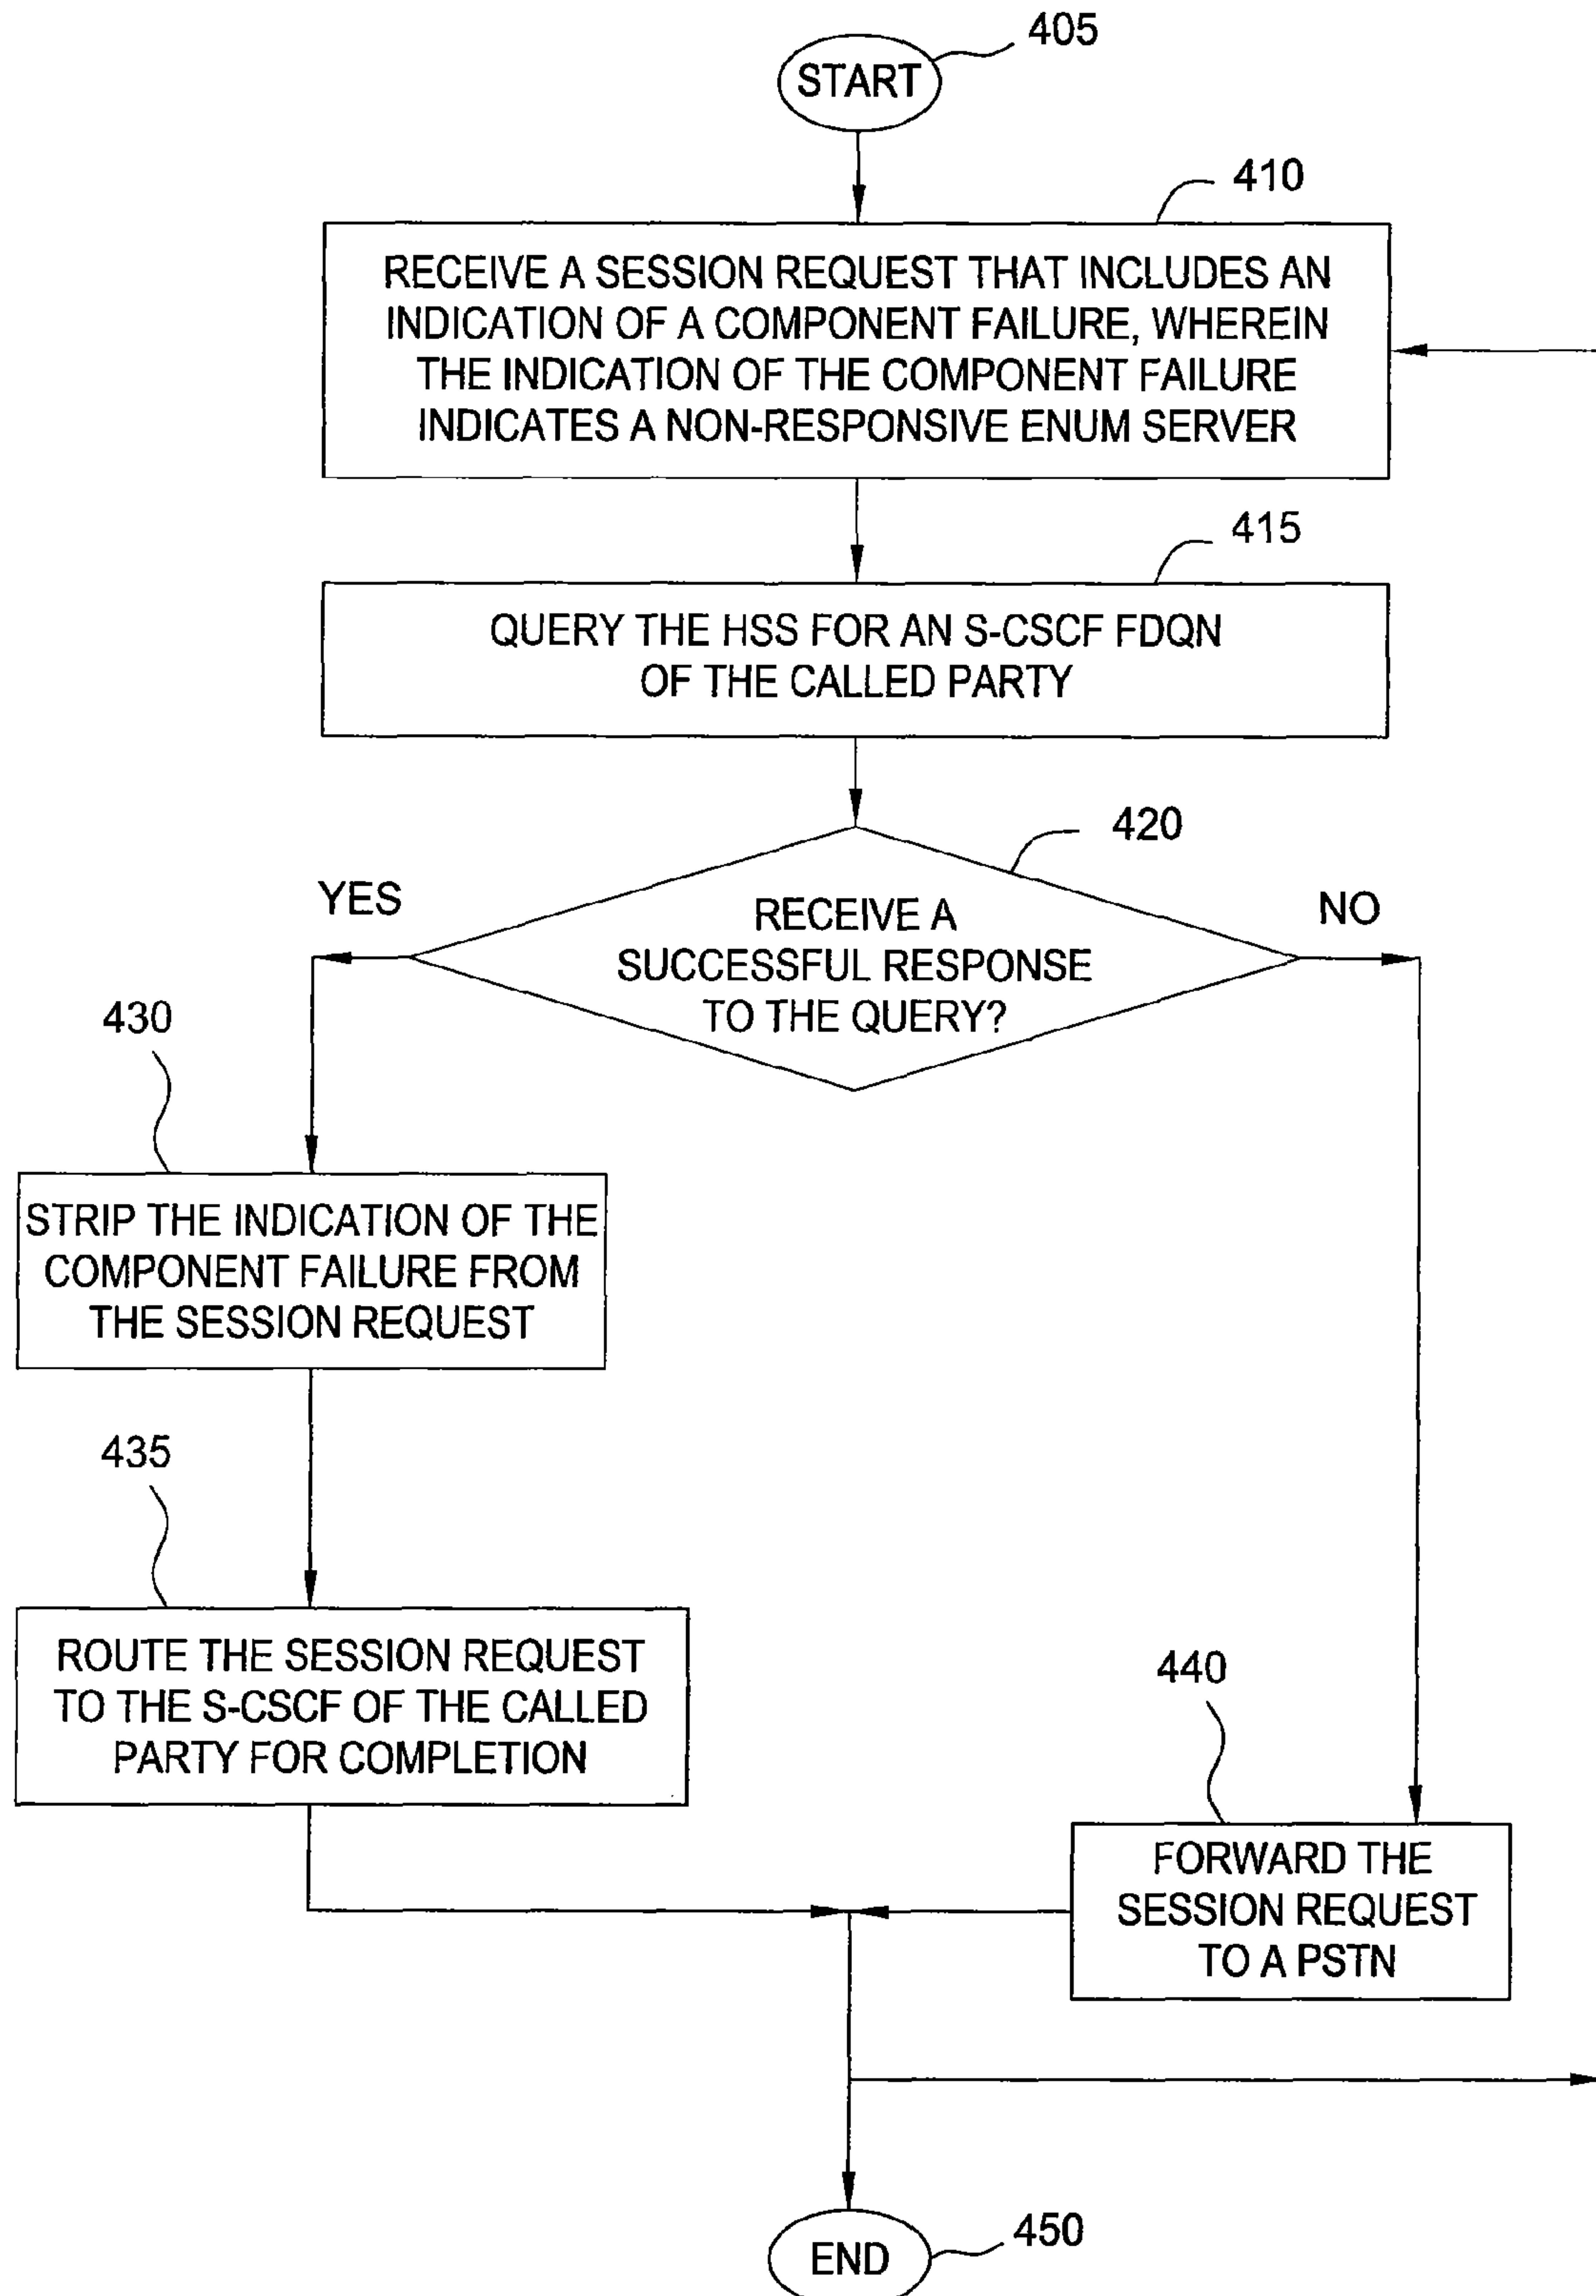 405
START
410
RECEIVE A SESSION REQUEST THAT INCLUDES AN
INDICATION OF A COMPONENT FAILURE, WHEREIN
THE INDICATION OF THE COMPONENT FAILURE
INDICATES A NON-RESPONSIVE ENUM SERVER
415
QUERY THE HSS FOR AN S-CSCF FDQN
OF THE CALLED PARTY
420
YES
NO
RECEIVE A
SUCCESSFUL RESPONSE
TO THE QUERY?
430
STRIP THE INDICATION OF THE
COMPONENT FAILURE FROM
THE SESSION REQUEST
435
ROUTE THE SESSION REQUEST
TO THE S-CSCF OF THE CALLED
PARTY FOR COMPLETION
440
FORWARD THE
SESSION REQUEST
TO A PSTN
450
END